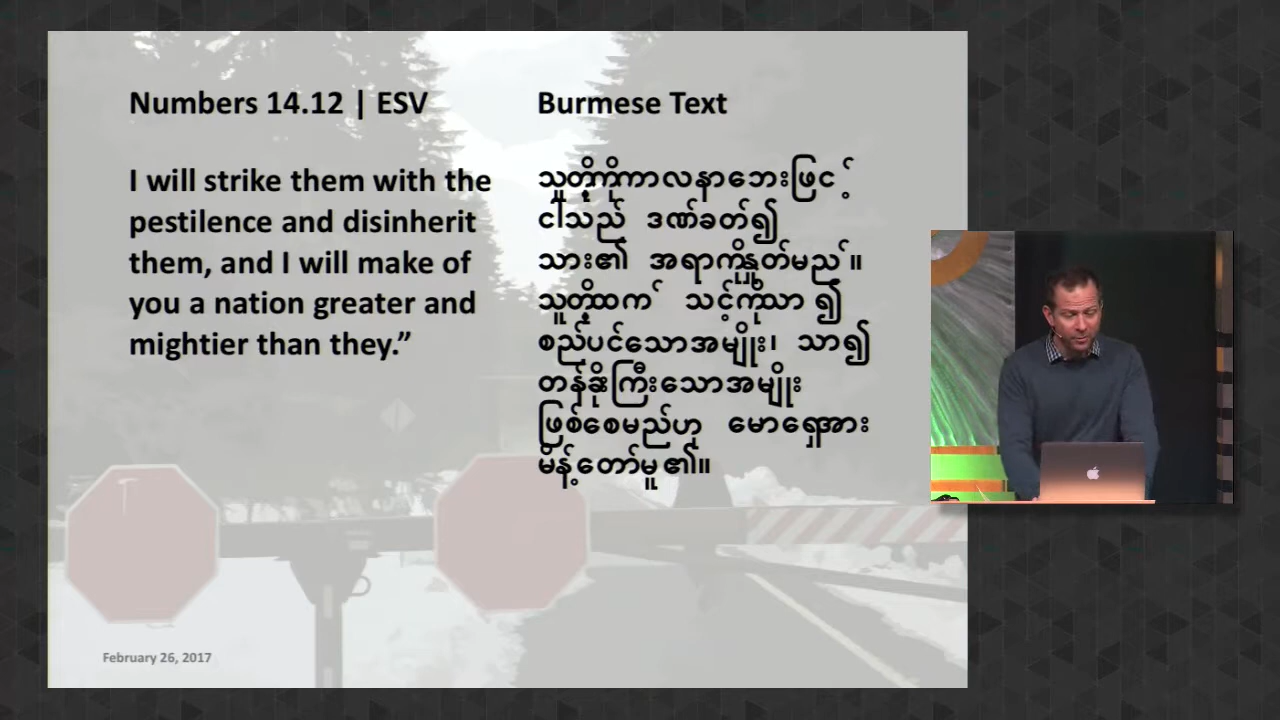 Numbers 14.12 | ESV
I will strike them with the
pestilence and disinherit
them, and I will make of
you a nation greater and
mightier than they.”
Burmese Text
သူတို့ကိုကာလနာဘေးဖြင့်
ငါသည် ဒဏ်ခတ်၍
သား၏ အရာကိုနှုတ်မည်။
သူတို့ထက် သင့်ကိုသာ ၍
စည်ပင်သောအမျိုး၊ သာ၍
တန်ခိုးကြီးသောအမျိုး
ဖြစ်စေမည်ဟု မောရှေအား
မိန့်တော်မူ ၏။
February 26, 2017